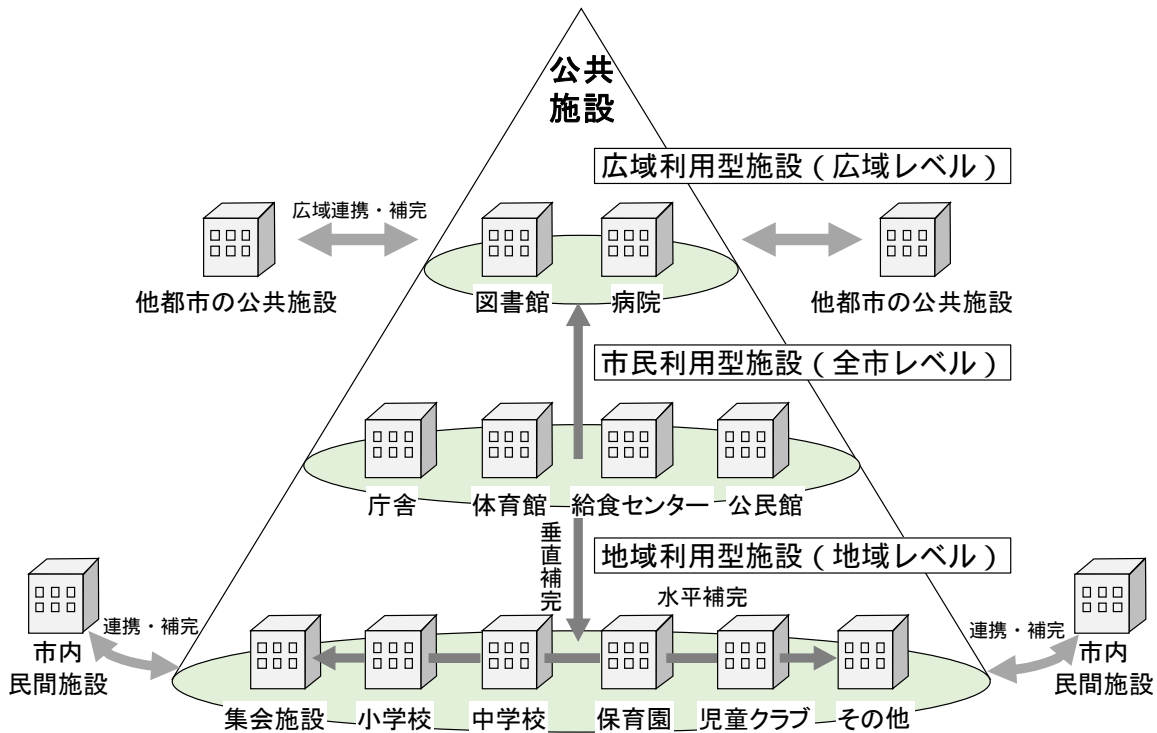 公共
施設
広域利用型施設(広域レベル)
広域連携・補完
他都市の公共施設
図書館
病院
他都市の公共施設
市民利用型施設(全市レベル)
庁舎
体育館
給食センター
公民館
垂直補完
地域利用型施設(地域レベル)
水平補完
連携・補完
市内
民間施設
連携・補完
市内
民間施設
集会施設
小学校
中学校
保育園
児童クラブ
その他